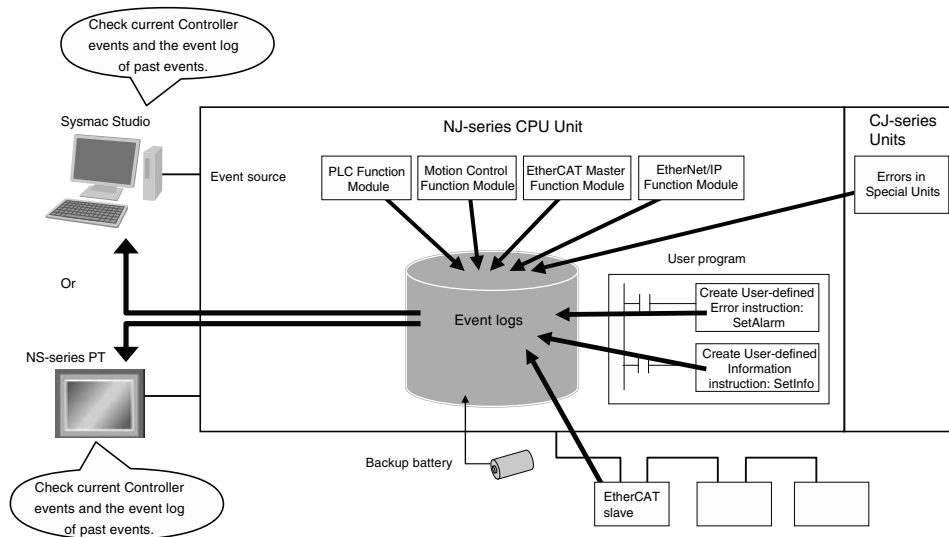 Check current Controller
events and the event log
of past events.
Sysmac Studio
NJ-series CPU Unit
CJ-series
Units
Event source
PLC Function
Module
Motion Control
Function Module
EtherCAT Master
Function Module
EtherNet/IP
Function Module
Errors in
Special Units
User program
Or
Event logs
Create User-defined
Error instruction:
SetAlarm
Create User-defined
Information
instruction: SetInfo
NS-series PT
Backup battery
Check current Controller
events and the event log
of past events.
EtherCAT
slave